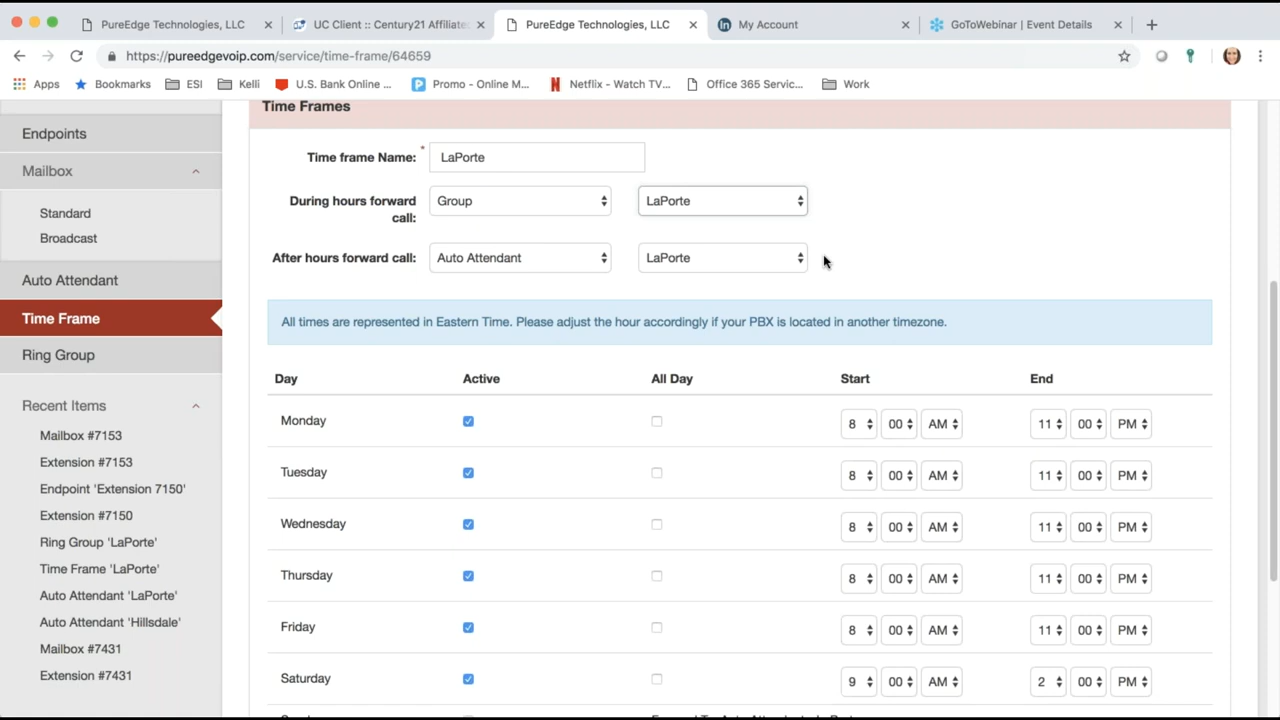 PureEdge Technologies, LLC
UC Client :: Century21 Affiliate
PureEdge Technologies, LLC
My Account
GoToWebinar | Event Details
https://pureedgevoip.com/service/time-frame/64659
Apps Bookmarks ESI Kelli U.S. Bank Online ... Promo - Online M... Netflix - Watch TV... Office 365 Servic... Work
Endpoints
Mailbox
Standard
Broadcast
Auto Attendant
Time Frame
Ring Group
Recent Items
Mailbox #7153
Extension #7153
Endpoint 'Extension 7150'
Extension #7150
Ring Group 'LaPorte'
Time Frame 'LaPorte'
Auto Attendant 'LaPorte'
Auto Attendant 'Hillsdale'
Mailbox #7431
Extension #7431
Time Frames
Time frame Name: * LaPorte
During hours forward
call:
Group LaPorte
After hours forward call: Auto Attendant LaPorte
All times are represented in Eastern Time. Please adjust the hour accordingly if your PBX is located in another timezone.
Day Active All Day Start End
Monday 8 00 AM 11 00 PM
Tuesday 8 00 AM 11 00 PM
Wednesday 8 00 AM 11 00 PM
Thursday 8 00 AM 11 00 PM
Friday 8 00 AM 11 00 PM
Saturday 9 00 AM 2 00 PM